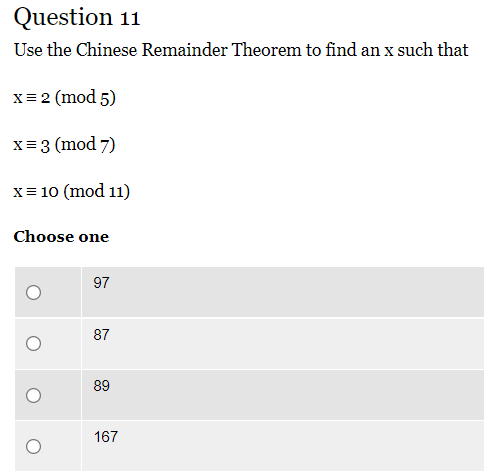 Question 11
Use the Chinese Remainder Theorem to find an x such that
x ≡ 2 (mod 5)
x ≡ 3 (mod 7)
x ≡ 10 (mod 11)
Choose one
97
87
89
167